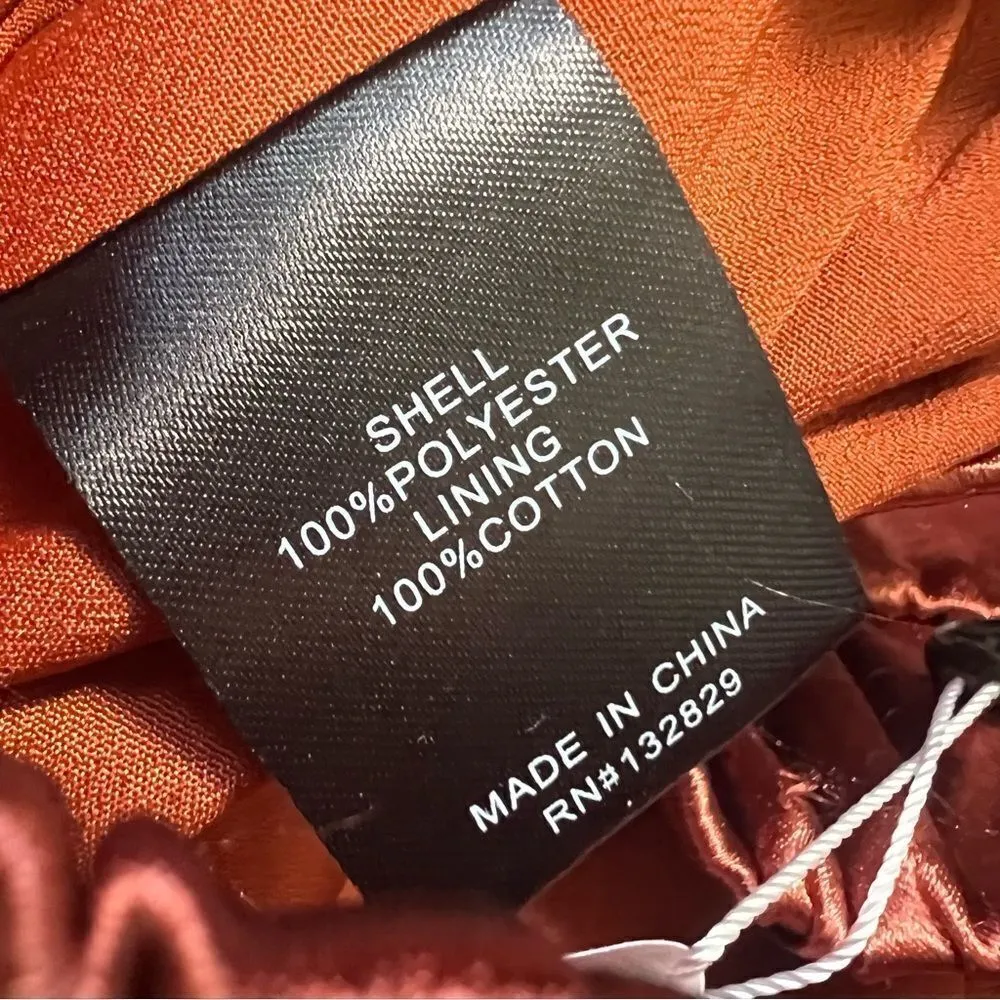 SHELL
100%POLYESTER
LINING
100%COTTON
MADE IN CHINA
RN#132829